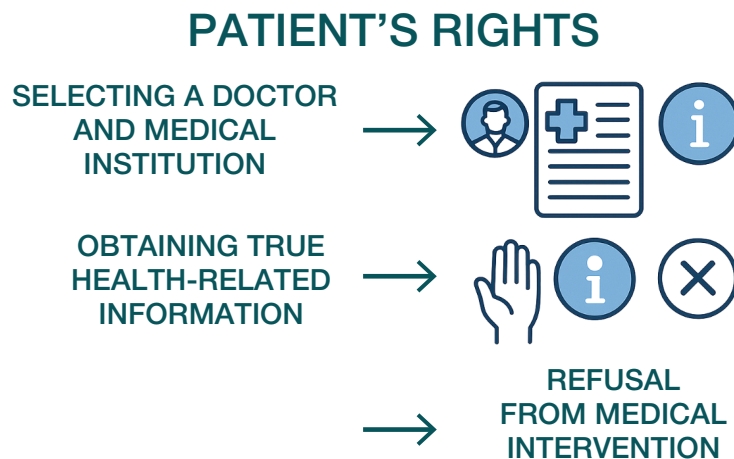 PATIENT'S RIGHTS
SELECTING A DOCTOR
AND MEDICAL
INSTITUTION
OBTAINING TRUE
HEALTH-RELATED
INFORMATION
REFUSAL
FROM MEDICAL
INTERVENTION